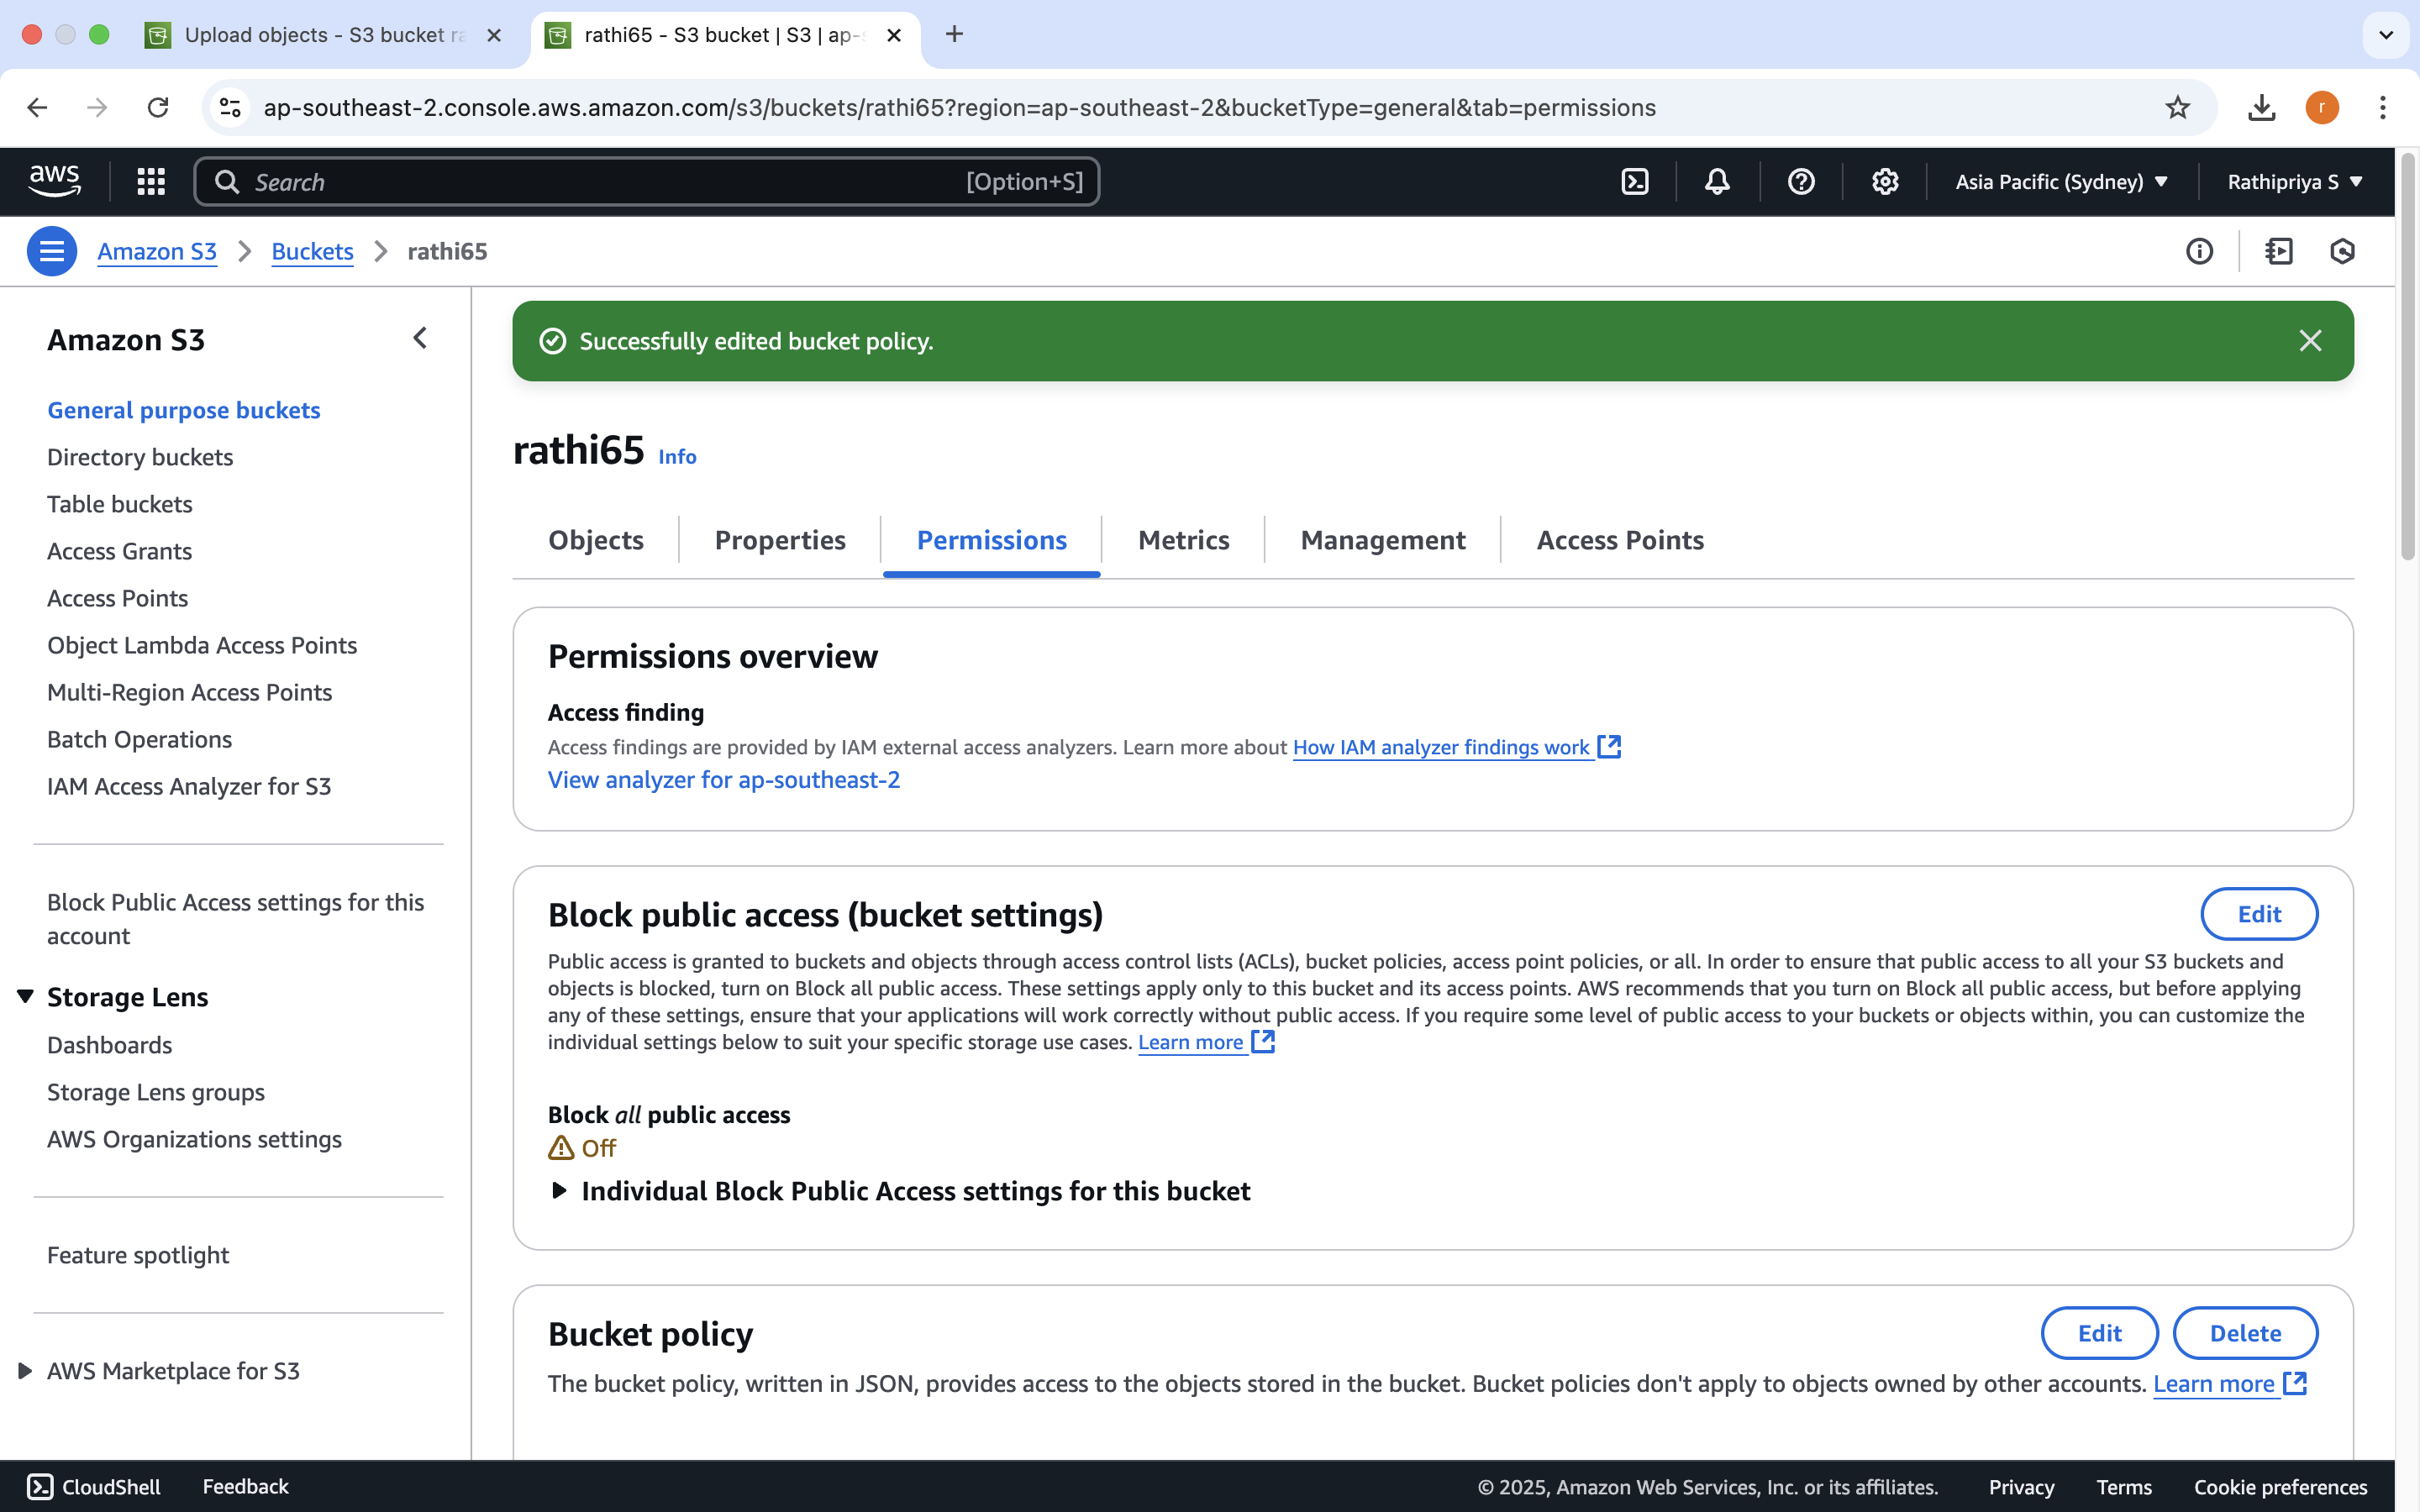 Upload objects - S3 bucket ra
rathi65 - S3 bucket | S3 | ap-s
ap-southeast-2.console.aws.amazon.com/s3/buckets/rathi65?region=ap-southeast-2&bucketType=general&tab=permissions
r
aws
Search
[Option+S]
Asia Pacific (Sydney)
Rathipriya S
Amazon S3
Buckets
rathi65
Amazon S3
General purpose buckets
Directory buckets
Table buckets
Access Grants
Access Points
Object Lambda Access Points
Multi-Region Access Points
Batch Operations
IAM Access Analyzer for S3
Block Public Access settings for this
account
Storage Lens
Dashboards
Storage Lens groups
AWS Organizations settings
Feature spotlight
AWS Marketplace for S3
Successfully edited bucket policy.
rathi65 Info
Objects
Properties
Permissions
Metrics
Management
Access Points
Permissions overview
Access finding
Access findings are provided by IAM external access analyzers. Learn more about How IAM analyzer findings work
View analyzer for ap-southeast-2
Block public access (bucket settings)
Edit
Public access is granted to buckets and objects through access control lists (ACLs), bucket policies, access point policies, or all. In order to ensure that public access to all your S3 buckets and
objects is blocked, turn on Block all public access. These settings apply only to this bucket and its access points. AWS recommends that you turn on Block all public access, but before applying
any of these settings, ensure that your applications will work correctly without public access. If you require some level of public access to your buckets or objects within, you can customize the
individual settings below to suit your specific storage use cases. Learn more
Block all public access
Off
Individual Block Public Access settings for this bucket
Bucket policy
Edit
Delete
The bucket policy, written in JSON, provides access to the objects stored in the bucket. Bucket policies don't apply to objects owned by other accounts. Learn more
CloudShell
Feedback
© 2025, Amazon Web Services, Inc. or its affiliates.
Privacy
Terms
Cookie preferences